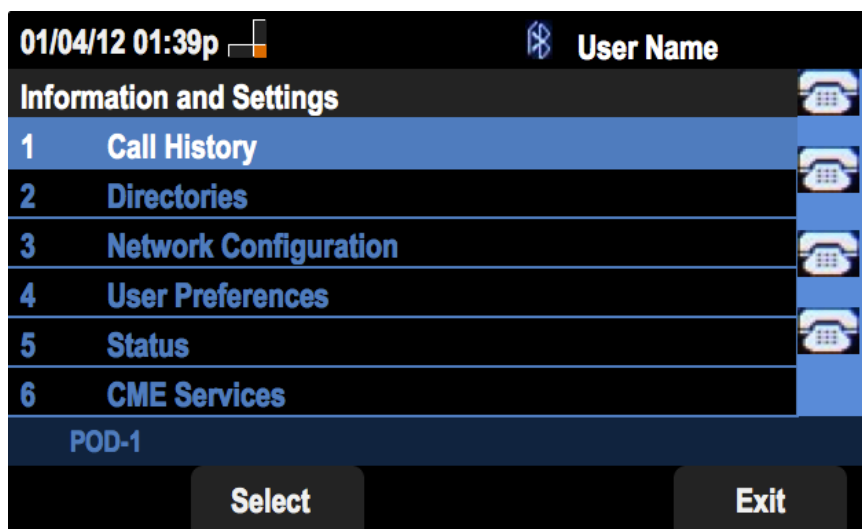 01/04/12 01:39p User Name
Information and Settings
1 Call History
2 Directories
3 Network Configuration
4 User Preferences
5 Status
6 CME Services
POD-1
Select Exit